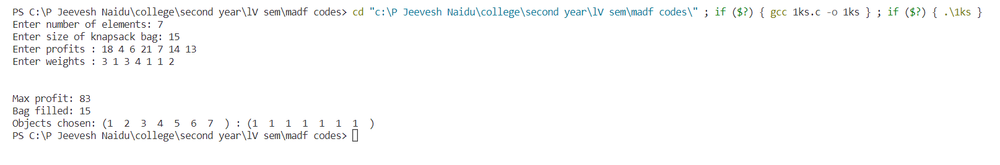 PS C:\P Jeevesh Naidu\college\second year\lV sem\madf codes> cd "c:\P Jeevesh Naidu\college\second year\lV sem\madf codes\" ; if ($?) { gcc 1ks.c -o 1ks } ; if ($?) { .\1ks }
Enter number of elements: 7
Enter size of knapsack bag: 15
Enter profits : 18 4 6 21 7 14 13
Enter weights : 3 1 3 4 1 1 2
Max profit: 83
Bag filled: 15
Objects chosen: (1  2  3  4  5  6  7  ) : (1  1  1  1  1  1  1  )
PS C:\P Jeevesh Naidu\college\second year\lV sem\madf codes>